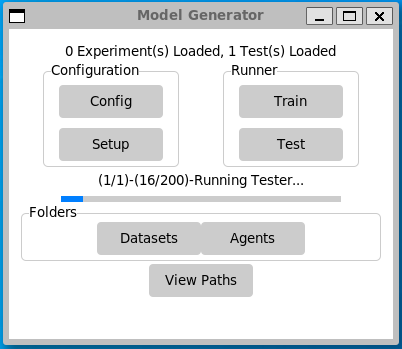 Model Generator
0 Experiment(s) Loaded, 1 Test(s) Loaded
Configuration
Runner
Config
Train
Setup
Test
(1/1)-(16/200)-Running Tester...
Folders
Datasets
Agents
View Paths